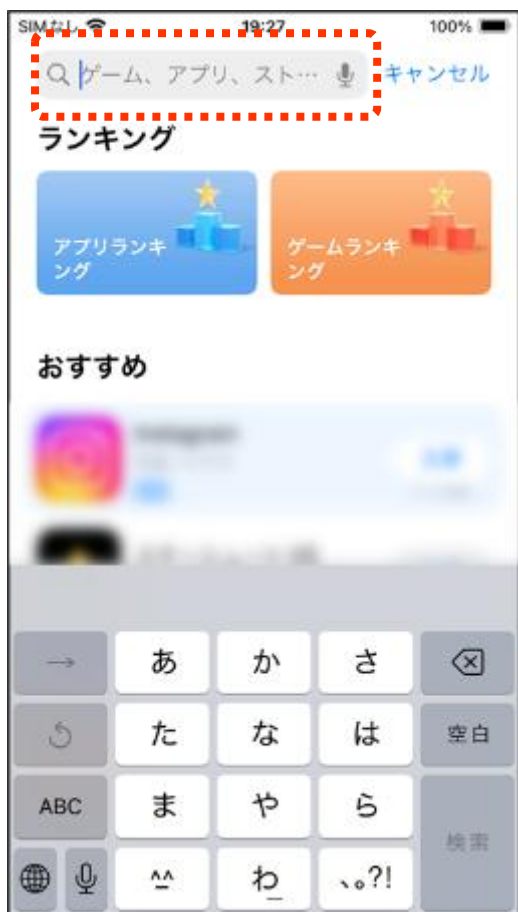 SIMなし 19:27 100%
ゲーム、アプリ、スト… キャンセル
ランキング
アプリランキ
ング
ゲームランキ
ング
おすすめ
→ あ か さ
た な は 空白
ABC ま や ら
検索
^^ わ 、。?!